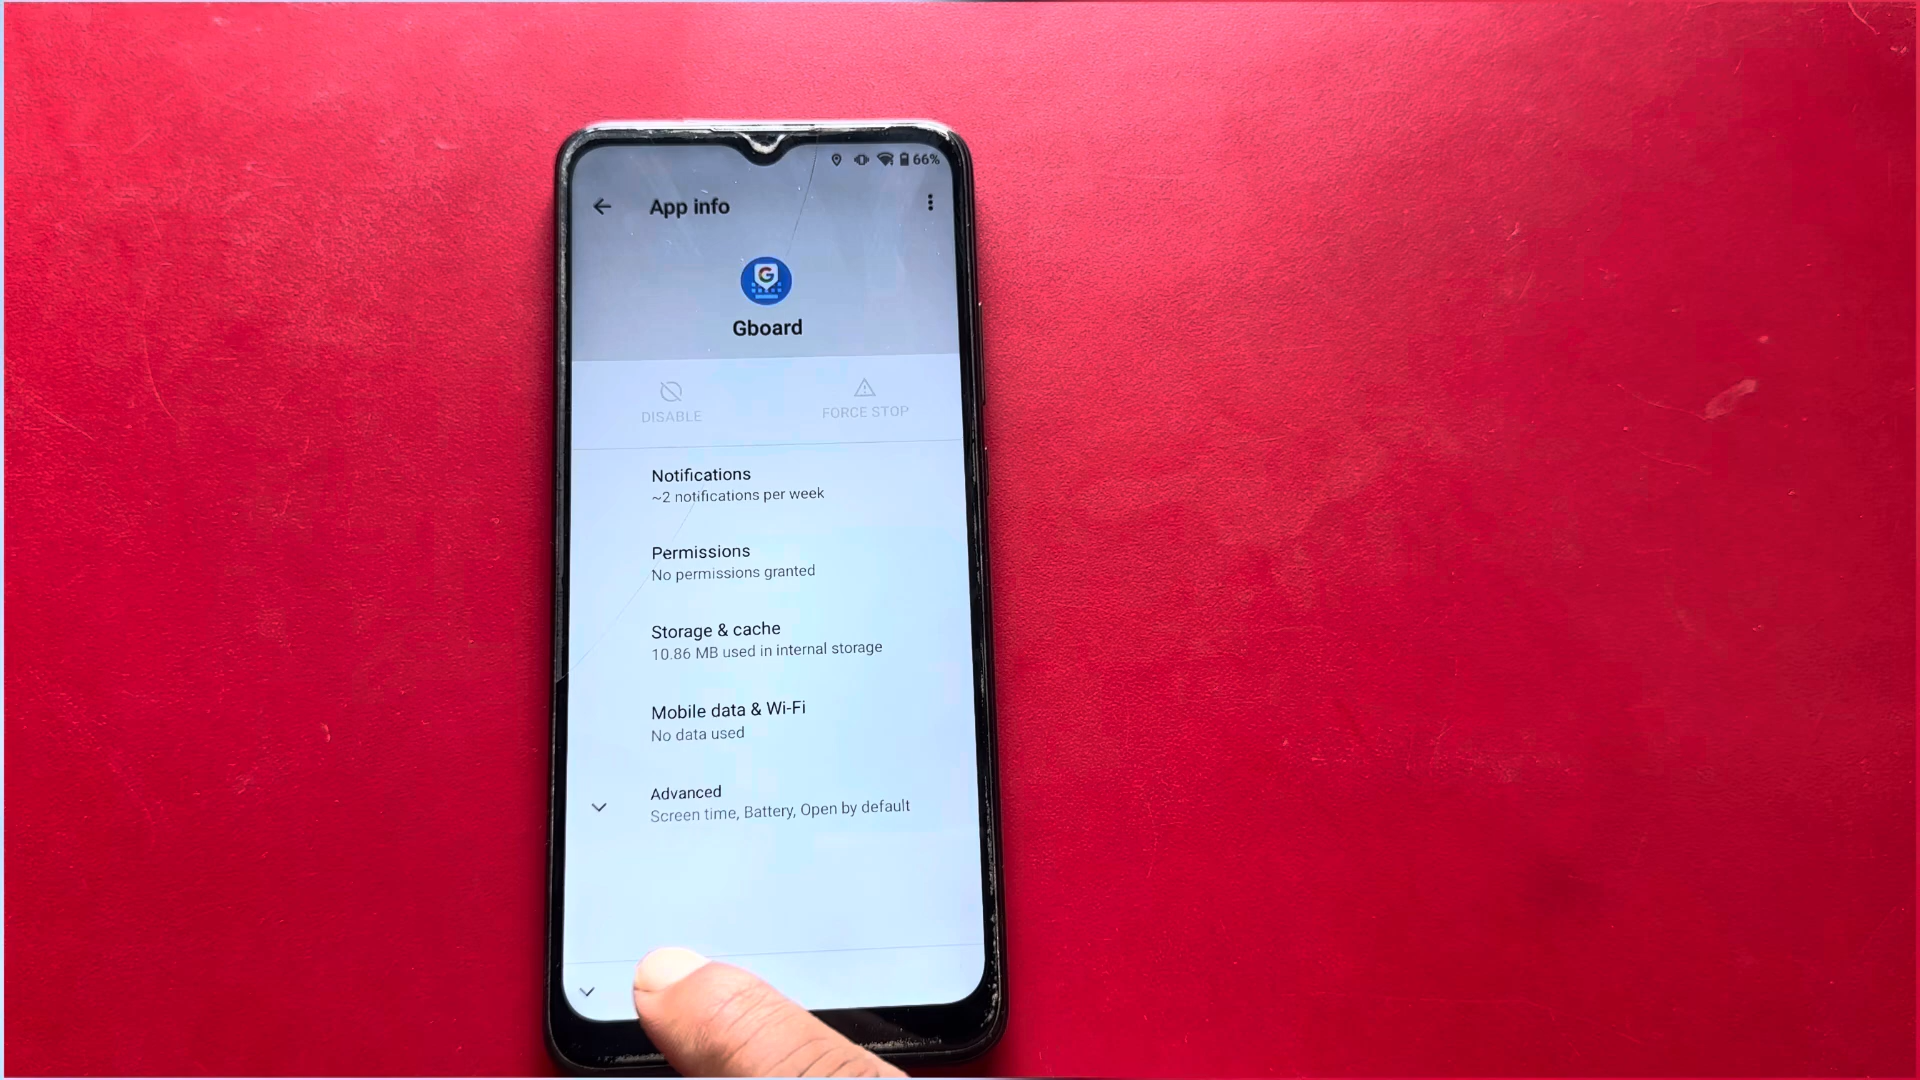 66%
App info
G
Gboard
DISABLE
FORCE STOP
Notifications
~2 notifications per week
Permissions
No permissions granted
Storage & cache
10.86 MB used in internal storage
Mobile data & Wi-Fi
No data used
Advanced
Screen time, Battery, Open by default